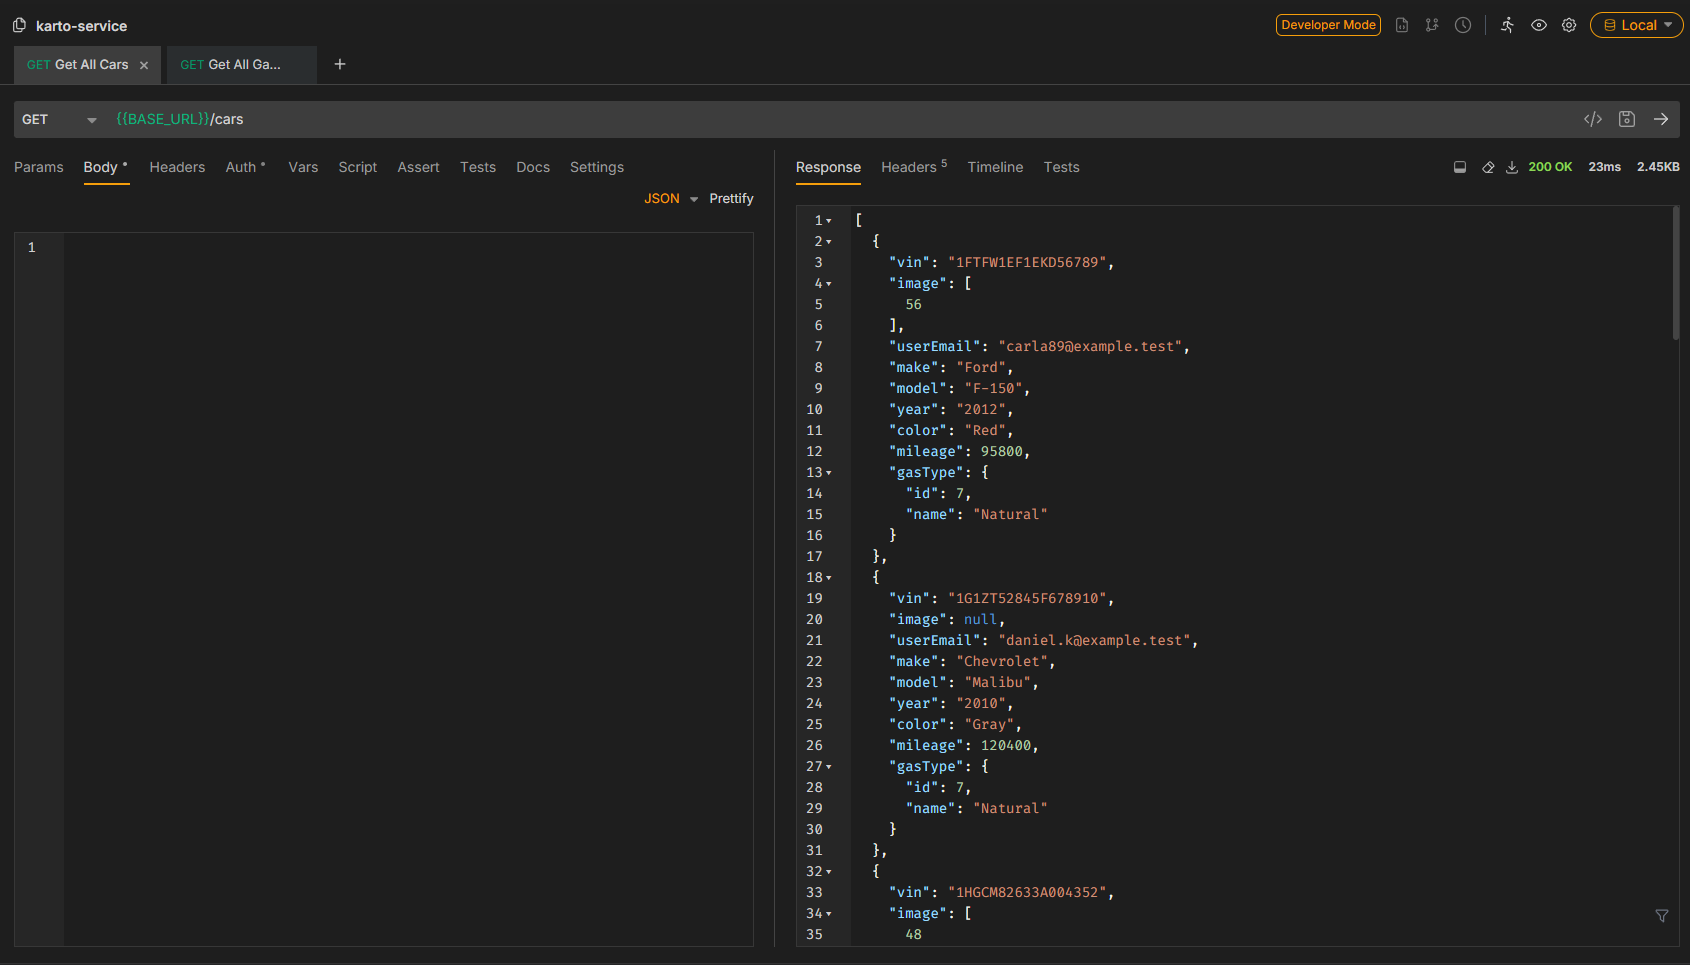 karto-service
Developer Mode
Local
GET Get All Cars ×
GET Get All Ga...
+
GET {{BASE_URL}}/cars
Params Body Headers Auth Vars Script Assert Tests Docs Settings
JSON Prettify
1
Response Headers 5 Timeline Tests
200 OK 23ms 2.45KB
1 [
2 {
3 "vin": "1FTFW1EF1EKD56789",
4 "image": [
5 56
6 ],
7 "userEmail": "carla89@example.test",
8 "make": "Ford",
9 "model": "F-150",
10 "year": "2012",
11 "color": "Red",
12 "mileage": 95800,
13 "gasType": {
14 "id": 7,
15 "name": "Natural"
16 }
17 },
18 {
19 "vin": "1G1ZT52845F678910",
20 "image": null,
21 "userEmail": "daniel.k@example.test",
22 "make": "Chevrolet",
23 "model": "Malibu",
24 "year": "2010",
25 "color": "Gray",
26 "mileage": 120400,
27 "gasType": {
28 "id": 7,
29 "name": "Natural"
30 }
31 },
32 {
33 "vin": "1HGCM82633A004352",
34 "image": [
35 48